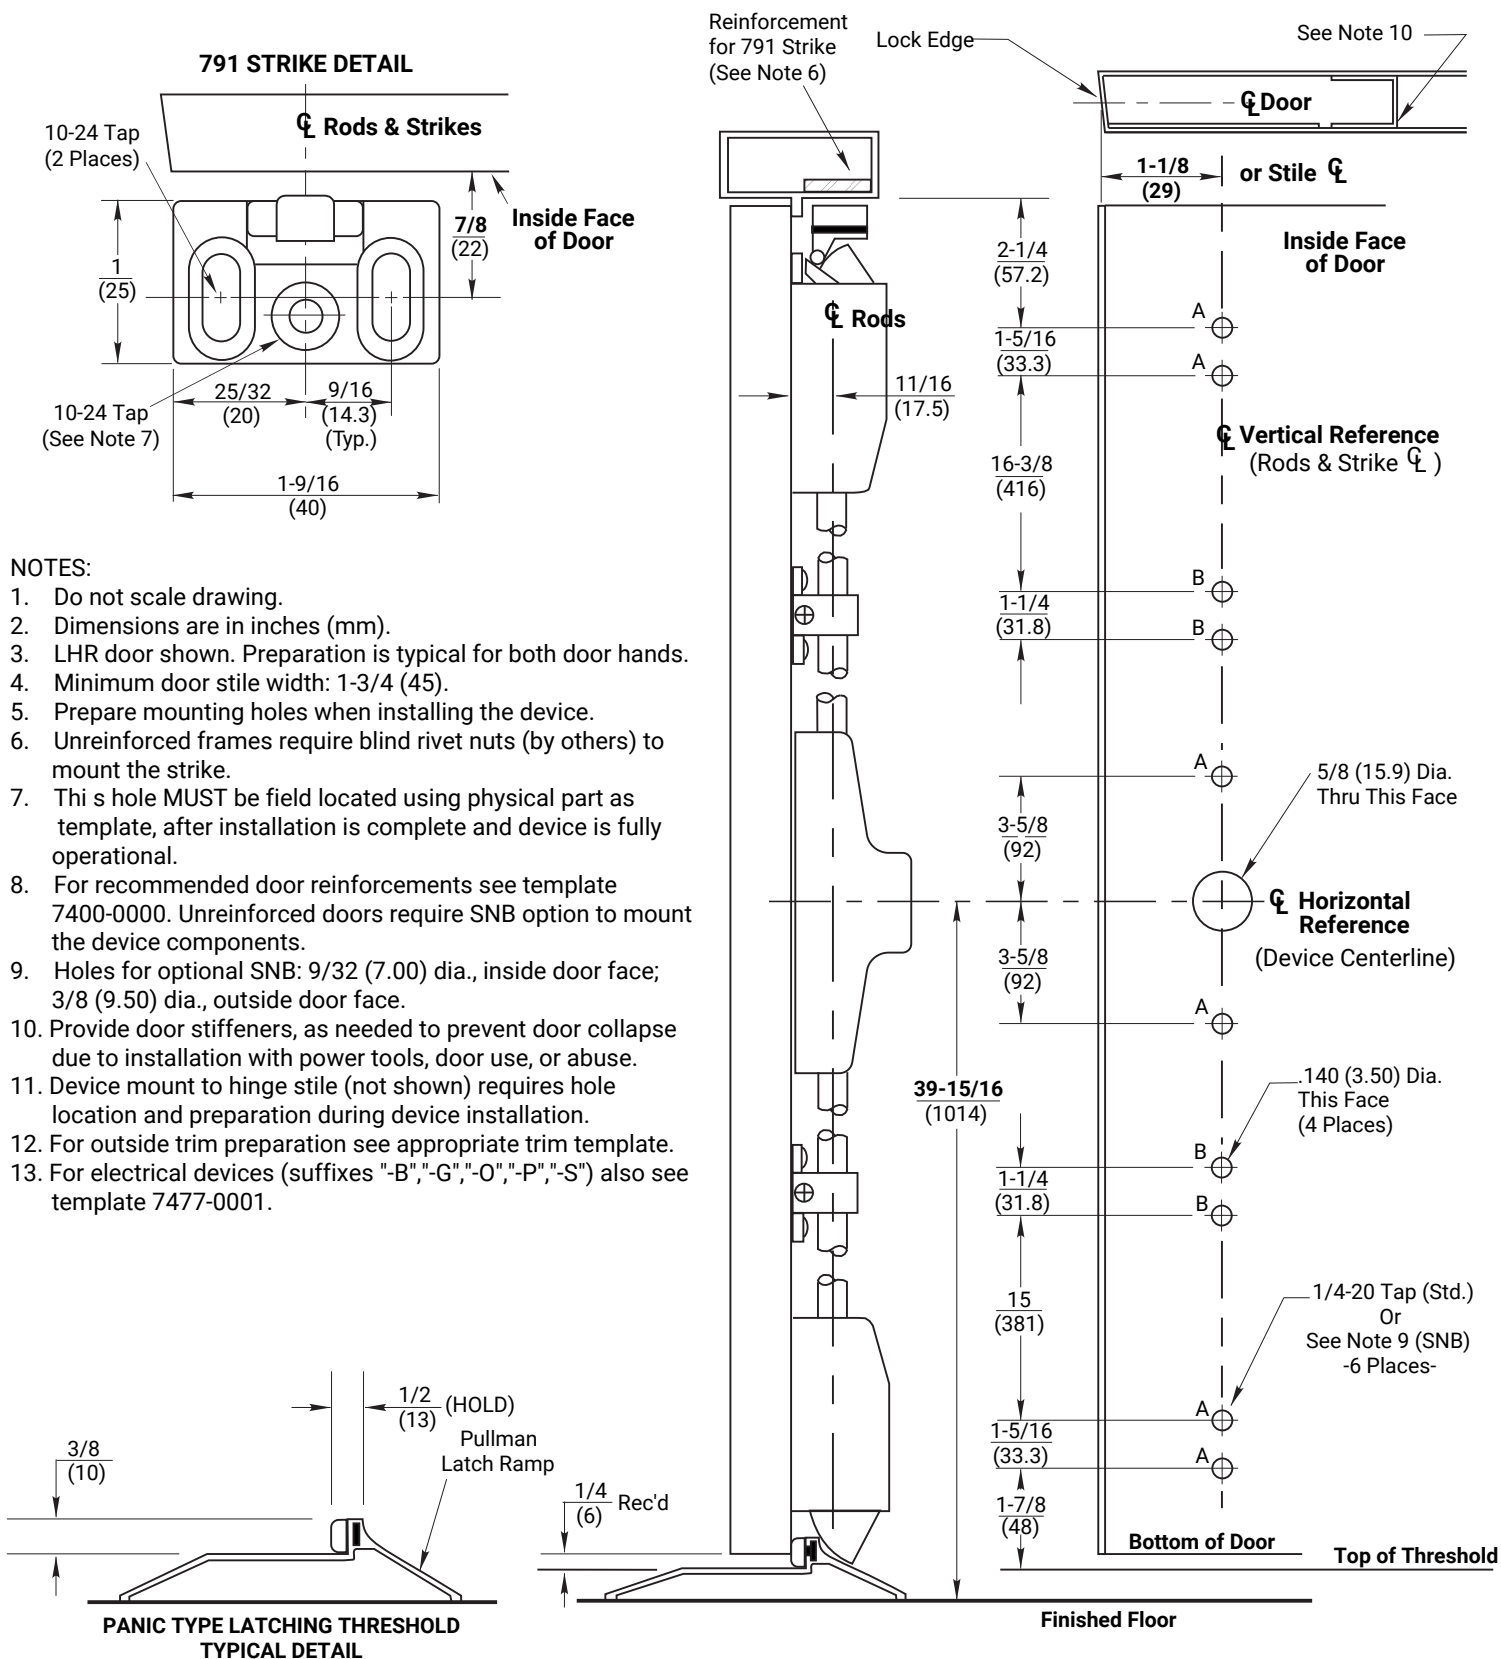 791 STRIKE DETAIL
10-24 Tap
(2 Places)
℄ Rods & Strikes
7/8
(22)
Inside Face
of Door
1
(25)
25/32
(20)
9/16
(14.3)
(Typ.)
10-24 Tap
(See Note 7)
1-9/16
(40)
NOTES:
1. Do not scale drawing.
2. Dimensions are in inches (mm).
3. LHR door shown. Preparation is typical for both door hands.
4. Minimum door stile width: 1-3/4 (45).
5. Prepare mounting holes when installing the device.
6. Unreinforced frames require blind rivet nuts (by others) to
mount the strike.
7. Thi s hole MUST be field located using physical part as
template, after installation is complete and device is fully
operational.
8. For recommended door reinforcements see template
7400-0000. Unreinforced doors require SNB option to mount
the device components.
9. Holes for optional SNB: 9/32 (7.00) dia., inside door face;
3/8 (9.50) dia., outside door face.
10. Provide door stiffeners, as needed to prevent door collapse
due to installation with power tools, door use, or abuse.
11. Device mount to hinge stile (not shown) requires hole
location and preparation during device installation.
12. For outside trim preparation see appropriate trim template.
13. For electrical devices (suffixes "-B","-G","-O","-P","-S") also see
template 7477-0001.
1/2
(13)
(HOLD)
3/8
(10)
Pullman
Latch Ramp
PANIC TYPE LATCHING THRESHOLD
TYPICAL DETAIL
Reinforcement
for 791 Strike
(See Note 6)
Lock Edge
See Note 10
℄ Door
1-1/8
(29)
or Stile ℄
2-1/4
(57.2)
Inside Face
of Door
℄ Rods
A
1-5/16
(33.3)
A
11/16
(17.5)
℄ Vertical Reference
(Rods & Strike ℄ )
16-3/8
(416)
B
1-1/4
(31.8)
B
A
5/8 (15.9) Dia.
Thru This Face
3-5/8
(92)
℄ Horizontal
Reference
(Device Centerline)
3-5/8
(92)
A
39-15/16
(1014)
.140 (3.50) Dia.
This Face
(4 Places)
B
1-1/4
(31.8)
B
15
(381)
1/4-20 Tap (Std.)
Or
See Note 9 (SNB)
-6 Places-
A
1-5/16
(33.3)
A
1/4
(6)
Rec'd
1-7/8
(48)
Bottom of Door
Top of Threshold
Finished Floor